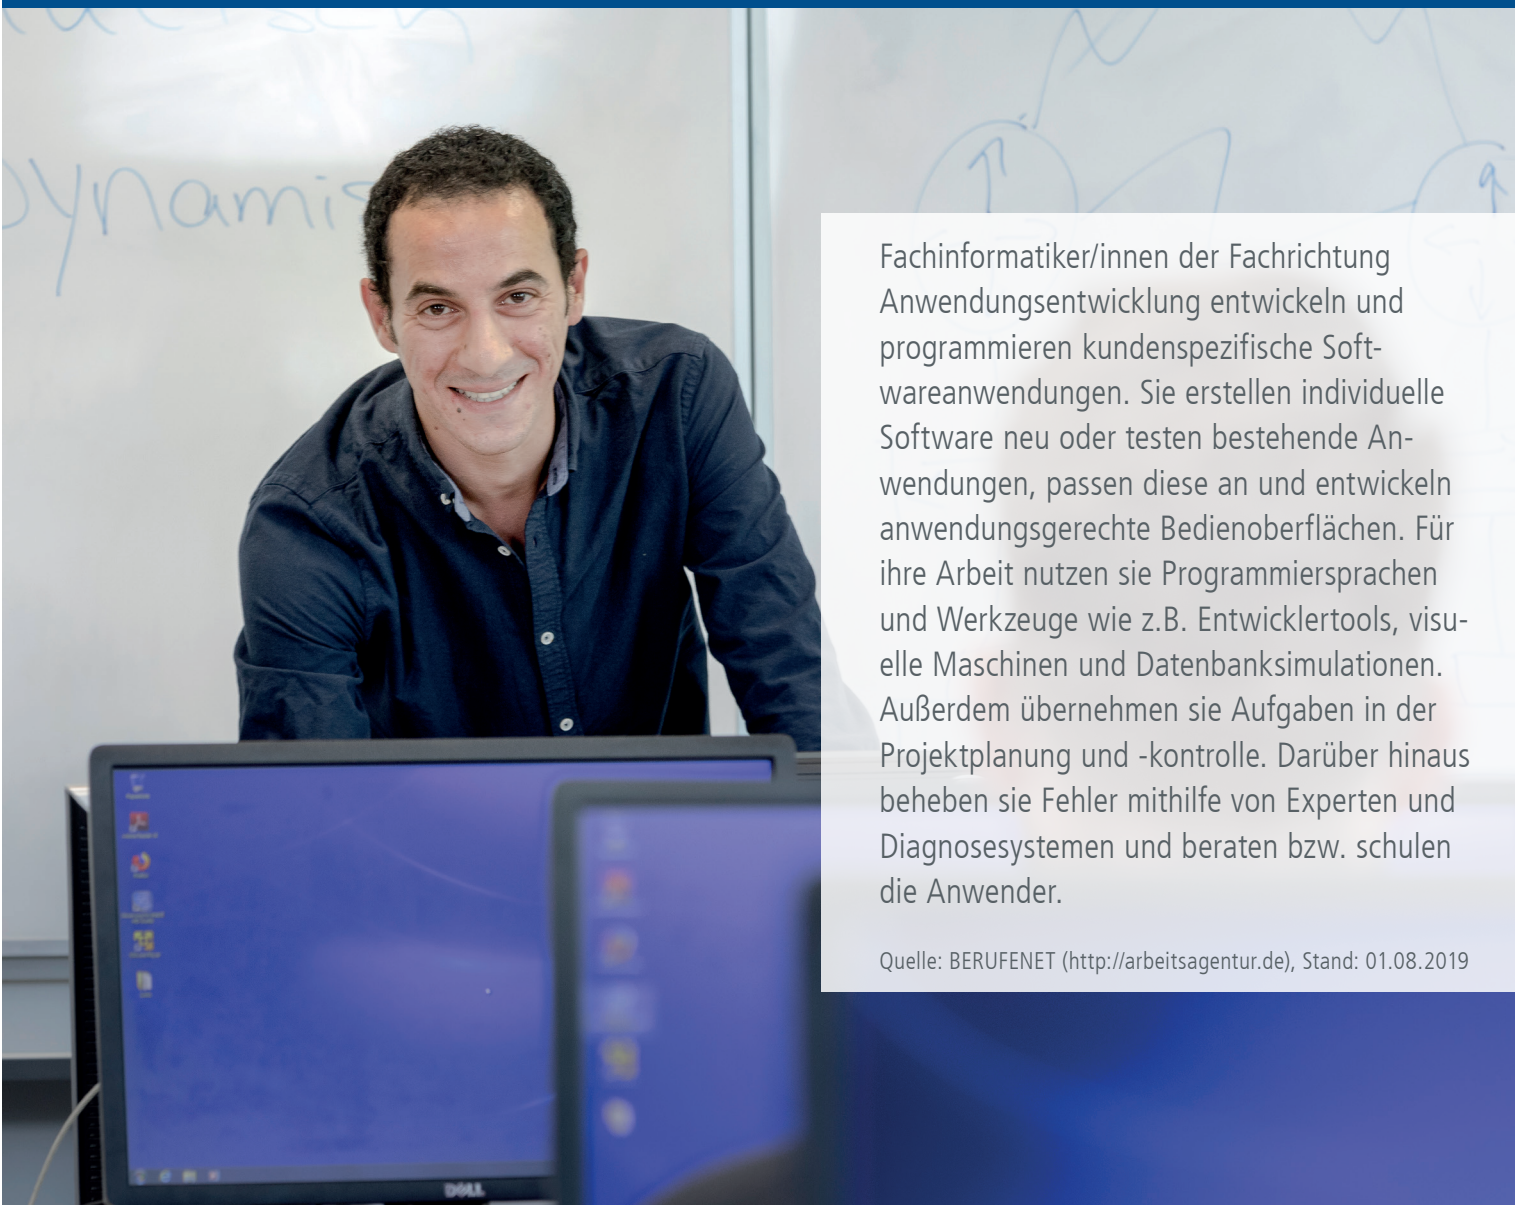 Dynamis
Fachinformatiker/innen der Fachrichtung
Anwendungsentwicklung entwickeln und
programmieren kundenspezifische Soft-
wareanwendungen. Sie erstellen individuelle
Software neu oder testen bestehende An-
wendungen, passen diese an und entwickeln
anwendungsgerechte Bedienoberflächen. Für
ihre Arbeit nutzen sie Programmiersprachen
und Werkzeuge wie z.B. Entwicklertools, visu-
elle Maschinen und Datenbanksimulationen.
Außerdem übernehmen sie Aufgaben in der
Projektplanung und -kontrolle. Darüber hinaus
beheben sie Fehler mithilfe von Experten und
Diagnosesystemen und beraten bzw. schulen
die Anwender.
Quelle: BERUFENET (http://arbeitsagentur.de), Stand: 01.08.2019
DELL